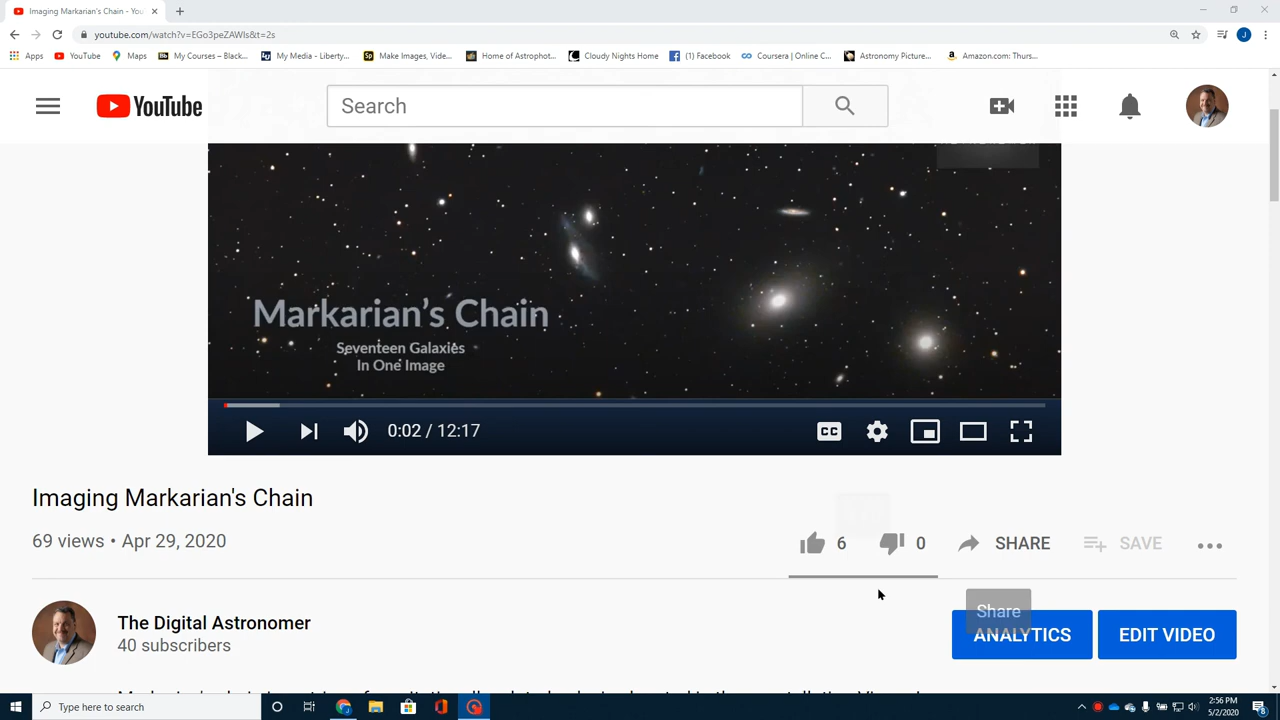 Imaging Markarian's Chain - You
youtube.com/watch?v=EGo3peZAWIs&t=2s
Apps YouTube Maps My Courses – Black... My Media - Liberty... Make Images, Vide... Home of Astrophot... Cloudy Nights Home (1) Facebook Coursera | Online C... Astronomy Picture... Amazon.com: Thurs...
YouTube Search
Markarian's Chain
Seventeen Galaxies
In One Image
0:02 / 12:17 CC
Imaging Markarian's Chain
69 views • Apr 29, 2020 6 0 SHARE SAVE
The Digital Astronomer
40 subscribers
Share
ANALYTICS EDIT VIDEO
Type here to search
2:56 PM
5/2/2020
8